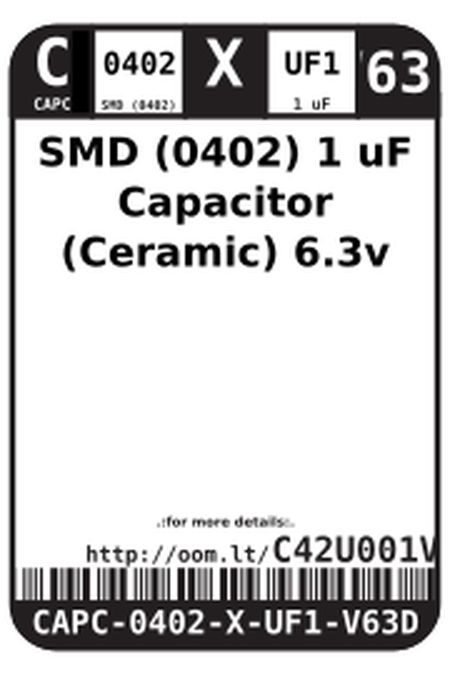 C 0402 X UF1 V63
CAPC SMD (0402) 1 uF
SMD (0402) 1 uF
Capacitor
(Ceramic) 6.3v
.:for more details:.
http://oom.lt/C42U001V
CAPC-0402-X-UF1-V63D